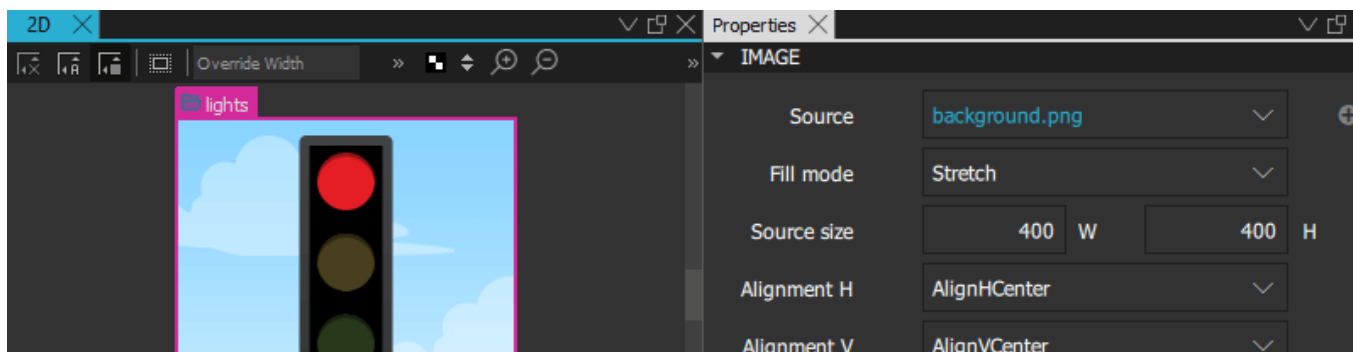 2D
Override Width
lights
Properties
IMAGE
Source background.png
Fill mode Stretch
Source size 400 W 400 H
Alignment H AlignHCenter
Alignment V AlignVCenter